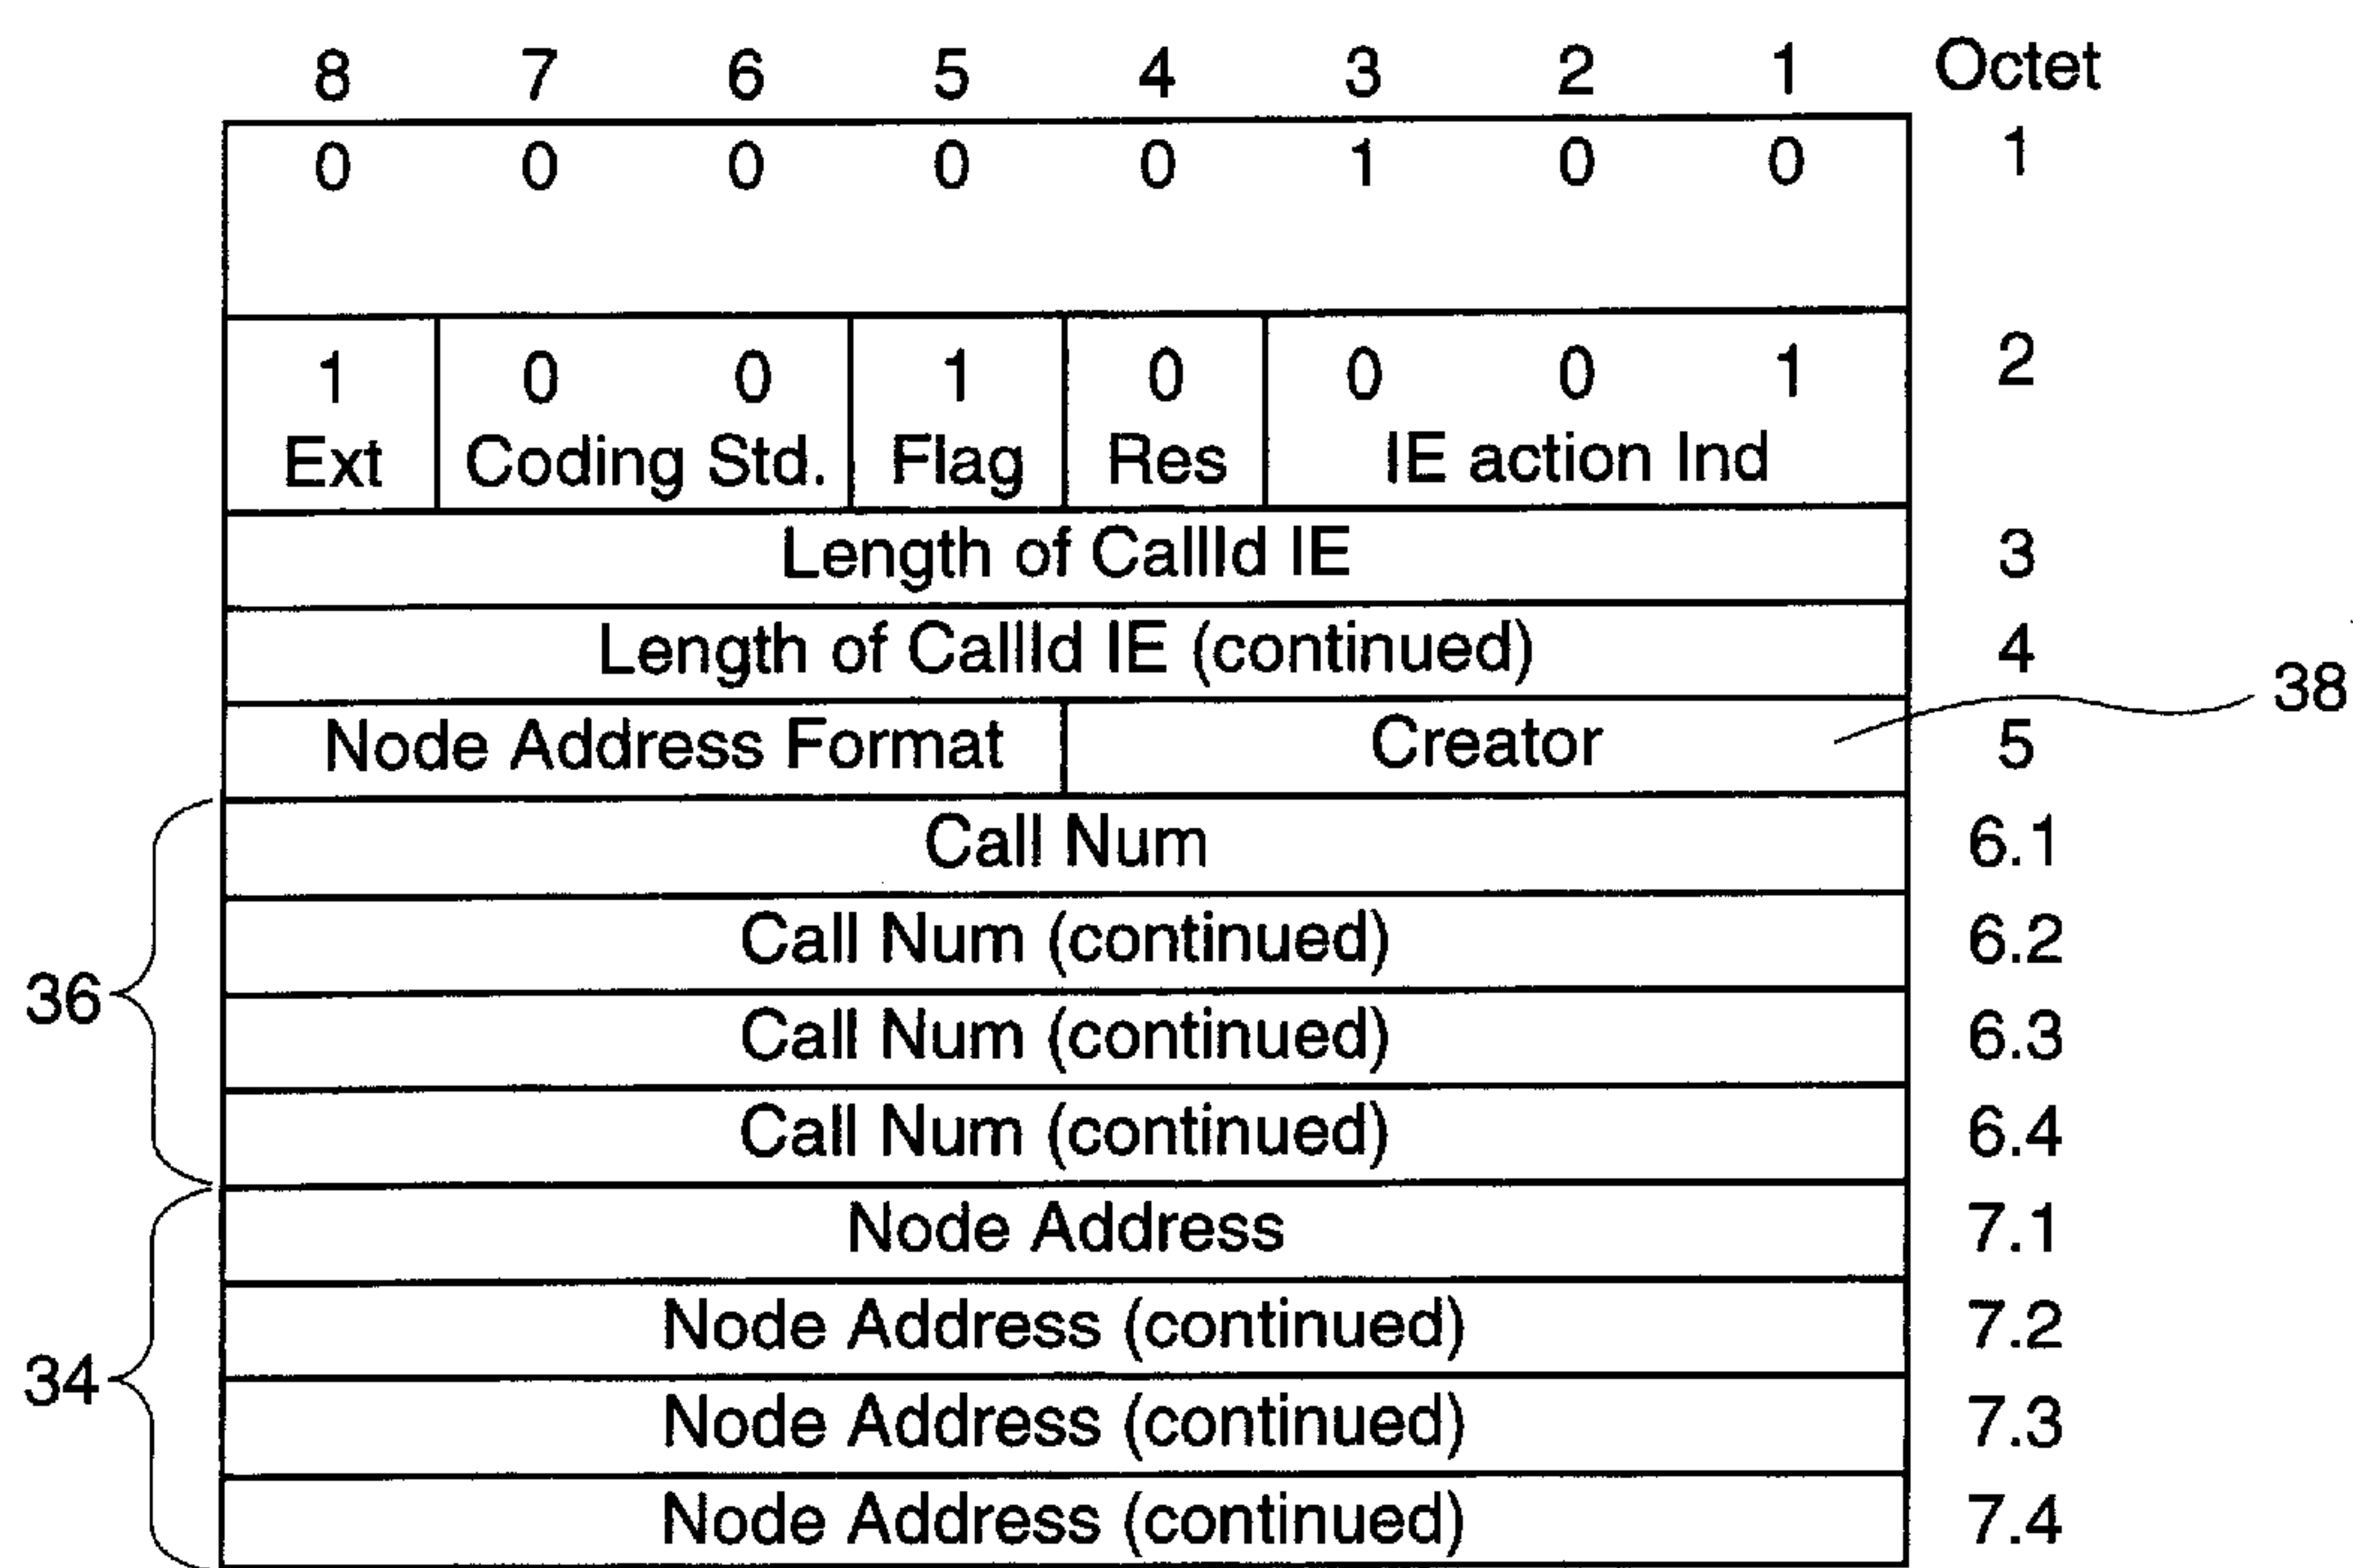 8 7 6 5 4 3 2 1 Octet
0 0 0 0 0 1 0 0 1
1 0 0 1 0 0 0 1 2
Ext Coding Std. Flag Res IE action Ind
Length of CallId IE 3
Length of CallId IE (continued) 4
38
Node Address Format Creator 5
Call Num 6.1
Call Num (continued) 6.2
36
Call Num (continued) 6.3
Call Num (continued) 6.4
Node Address 7.1
Node Address (continued) 7.2
34
Node Address (continued) 7.3
Node Address (continued) 7.4